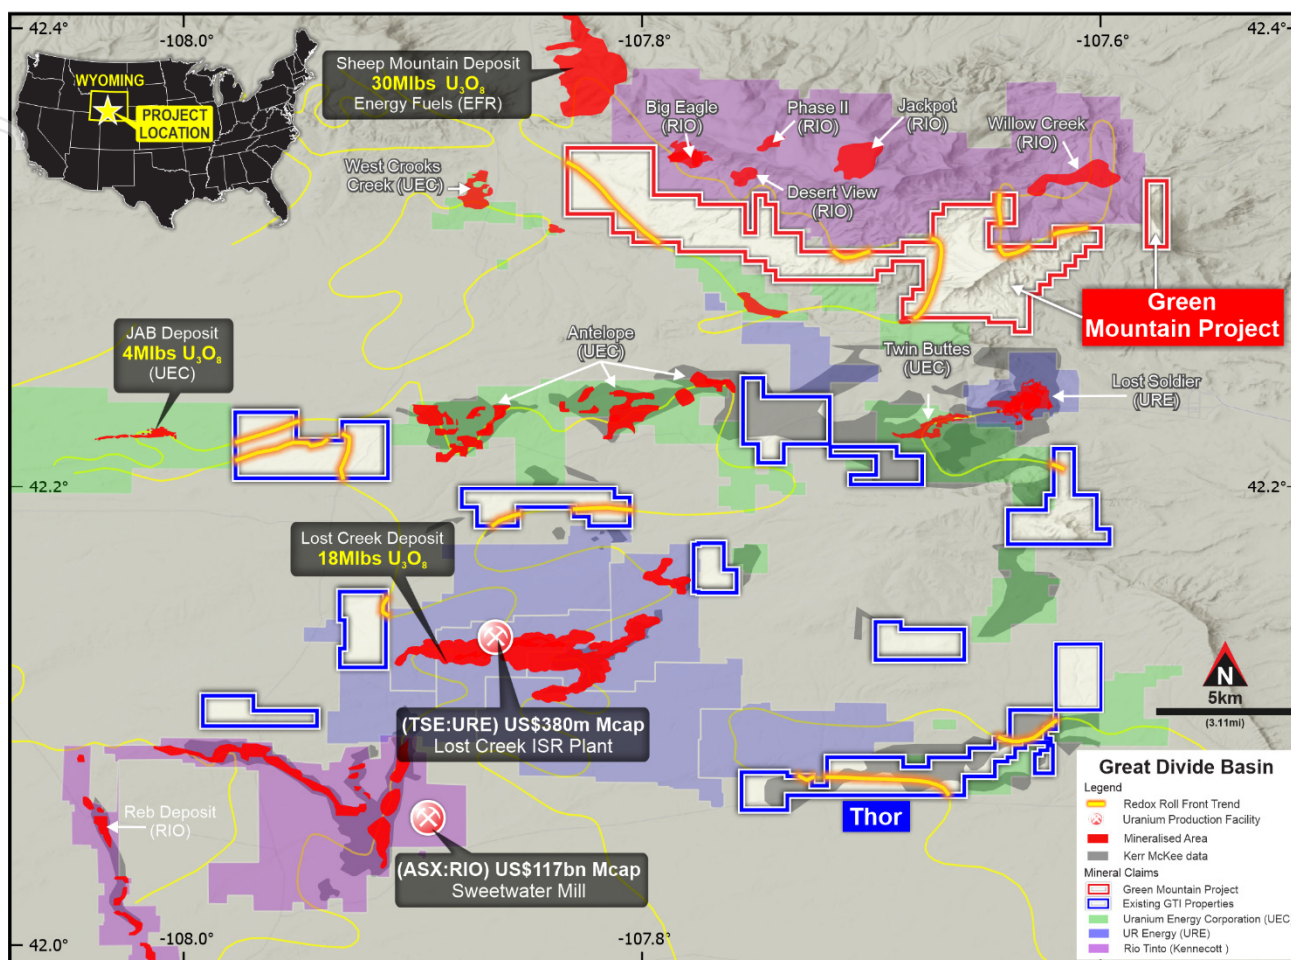 42.4°
-108.0°
-107.8°
-107.6°
42.4°
WYOMING
PROJECT
LOCATION
Sheep Mountain Deposit
30Mlbs U₃O₈
Energy Fuels (EFR)
Big Eagle
(RIO)
Phase II
(RIO)
Jackpot
(RIO)
Willow Creek
(RIO)
West Crooks
Creek (UEC)
Desert View
(RIO)
Green
Mountain Project
JAB Deposit
4Mlbs U₃O₈
(UEC)
Antelope
(UEC)
Twin Buttes
(UEC)
Lost Soldier
(URE)
42.2°
42.2°
Lost Creek Deposit
18Mlbs U₃O₈
(TSE:URE) US$380m Mcap
Lost Creek ISR Plant
N
5km
(3.11mi)
Reb Deposit
(RIO)
Thor
(ASX:RIO) US$117bn Mcap
Sweetwater Mill
Great Divide Basin
Legend
Redox Roll Front Trend
Uranium Production Facility
Mineralised Area
Kerr McKee data
Mineral Claims
Green Mountain Project
Existing GTI Properties
Uranium Energy Corporation (UEC
UR Energy (URE)
Rio Tinto (Kennecott )
42.0°
-108.0°
-107.8°